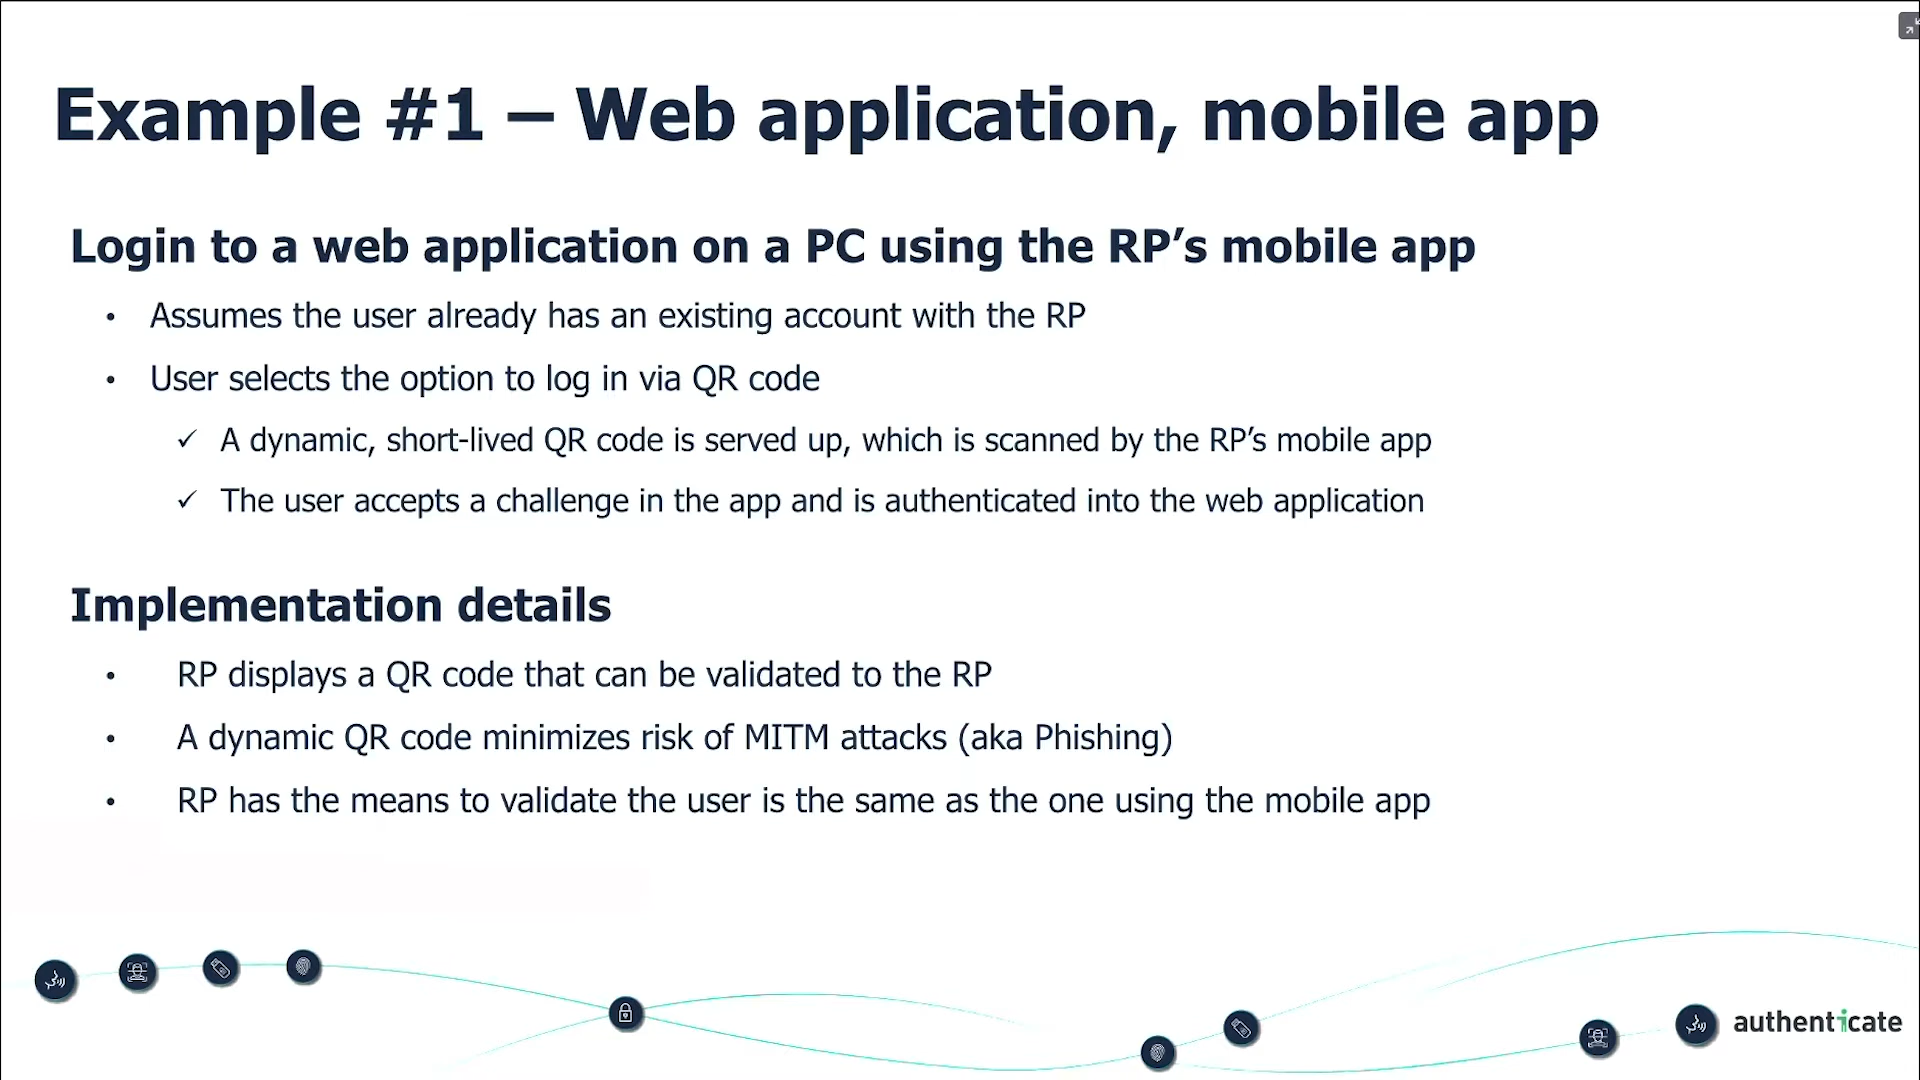 Example #1 – Web application, mobile app
Login to a web application on a PC using the RP’s mobile app
• Assumes the user already has an existing account with the RP
• User selects the option to log in via QR code
✓ A dynamic, short-lived QR code is served up, which is scanned by the RP’s mobile app
✓ The user accepts a challenge in the app and is authenticated into the web application
Implementation details
• RP displays a QR code that can be validated to the RP
• A dynamic QR code minimizes risk of MITM attacks (aka Phishing)
• RP has the means to validate the user is the same as the one using the mobile app
authenticate